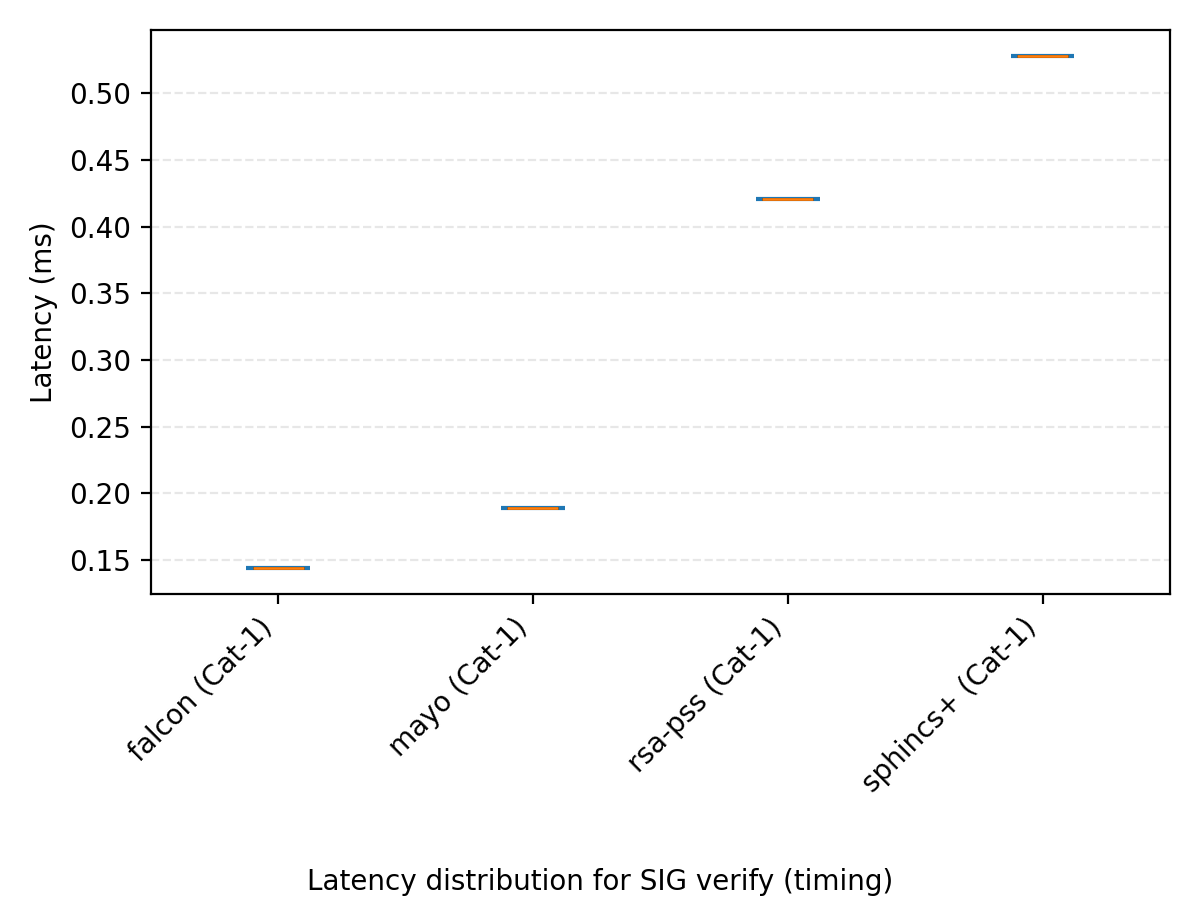 0.50
0.45
0.40
0.35
0.30
0.25
0.20
0.15
Latency (ms)
falcon (Cat-1)
mayo (Cat-1)
rsa-pss (Cat-1)
sphincs+ (Cat-1)
Latency distribution for SIG verify (timing)